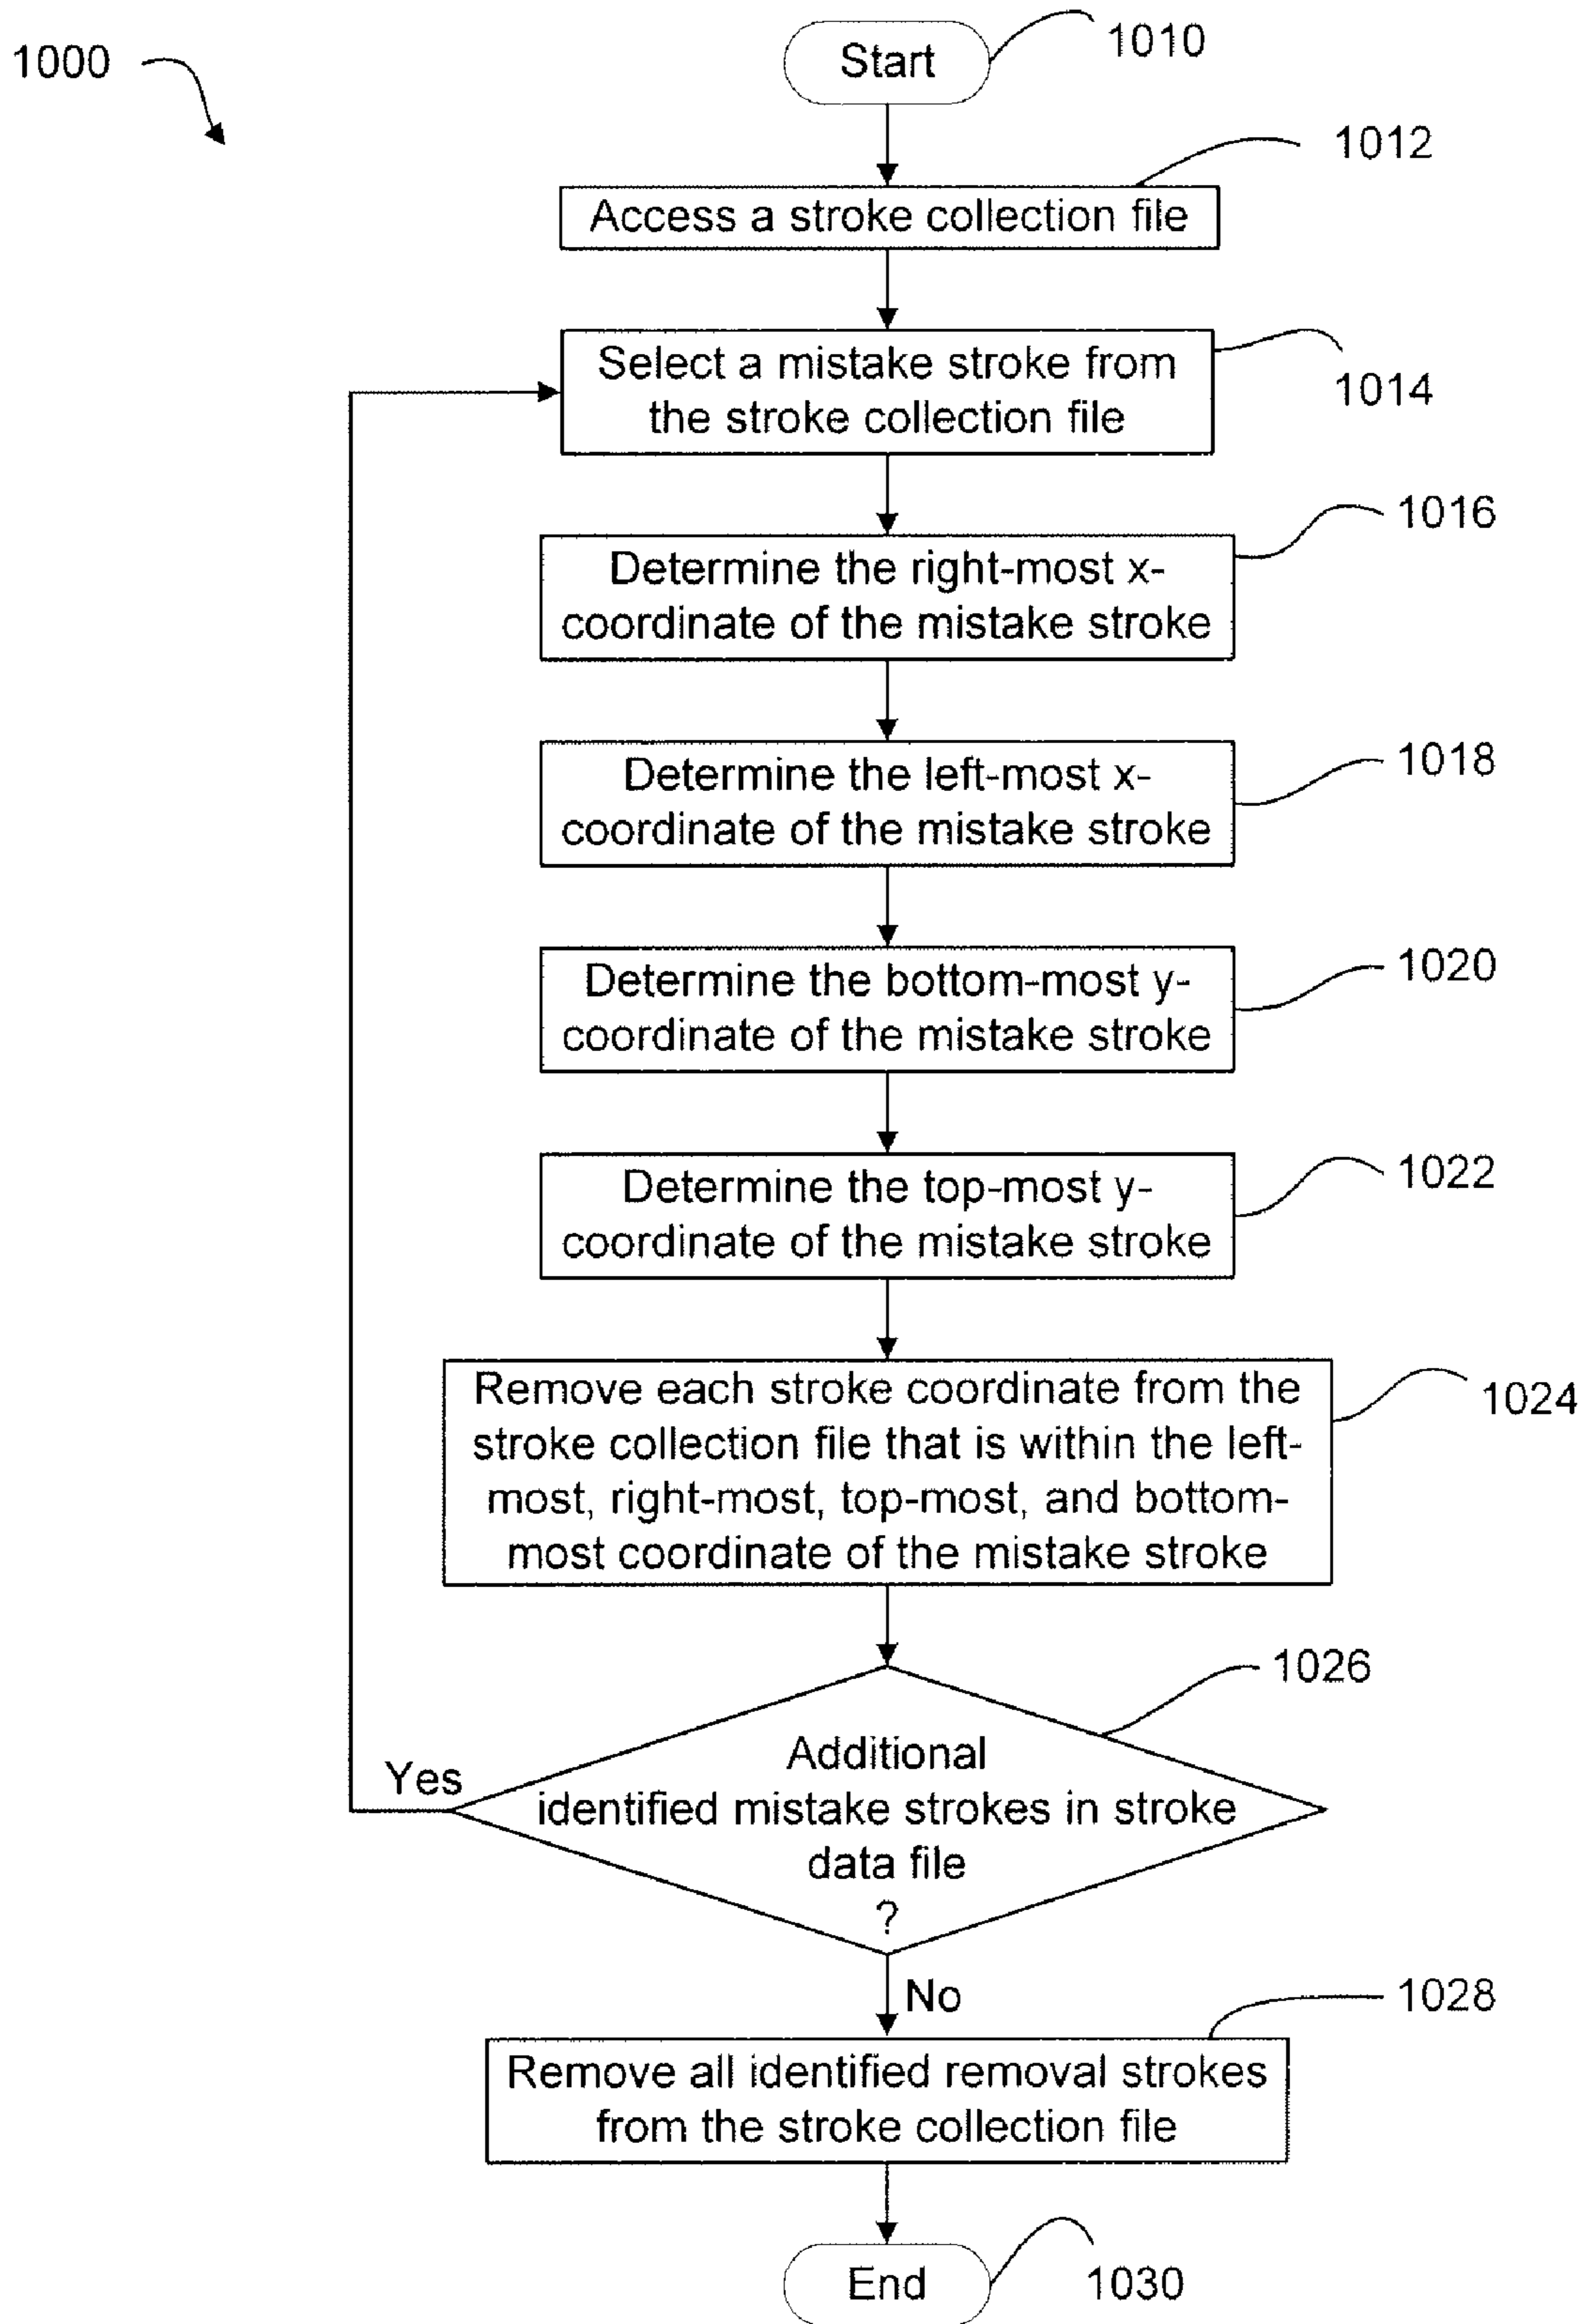 1000
Start
1010
1012
Access a stroke collection file
Select a mistake stroke from
the stroke collection file
1014
1016
Determine the right-most x-
coordinate of the mistake stroke
1018
Determine the left-most x-
coordinate of the mistake stroke
1020
Determine the bottom-most y-
coordinate of the mistake stroke
1022
Determine the top-most y-
coordinate of the mistake stroke
1024
Remove each stroke coordinate from the
stroke collection file that is within the left-
most, right-most, top-most, and bottom-
most coordinate of the mistake stroke
1026
Additional
identified mistake strokes in stroke
data file
?
Yes
No
1028
Remove all identified removal strokes
from the stroke collection file
End
1030